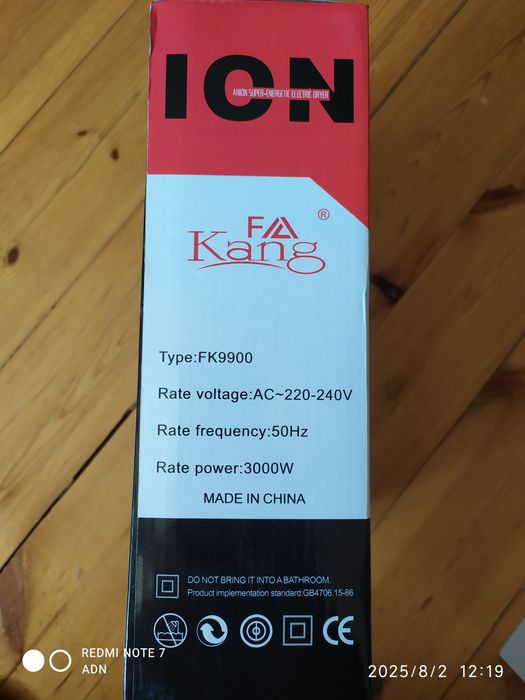 ION
ANION SUPER-ENERGETIC ELECTRIC DRYER
FA ®
Kang
Type:FK9900
Rate voltage:AC~220-240V
Rate frequency:50Hz
Rate power:3000W
MADE IN CHINA
DO NOT BRING IT INTO A BATHROOM.
Product implementation standard:GB4706.15-86
CE
REDMI NOTE 7
ADN
2025/8/2 12:19